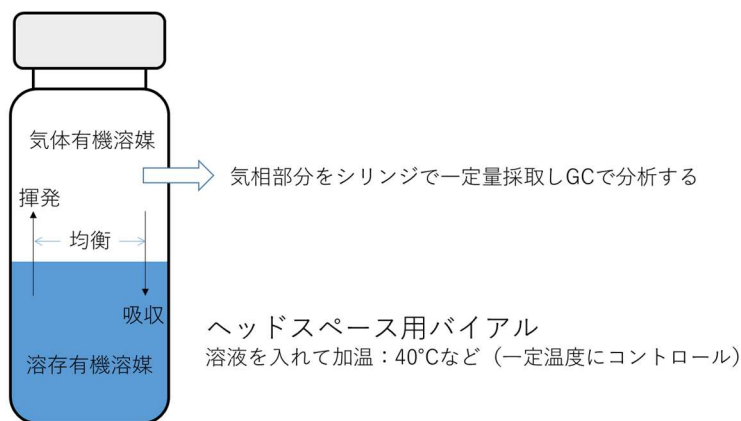 気体有機溶媒
気相部分をシリンジで一定量採取しGCで分析する
揮発
均衡
吸収
ヘッドスペース用バイアル
溶液を入れて加温：40℃など（一定温度にコントロール）
溶存有機溶媒